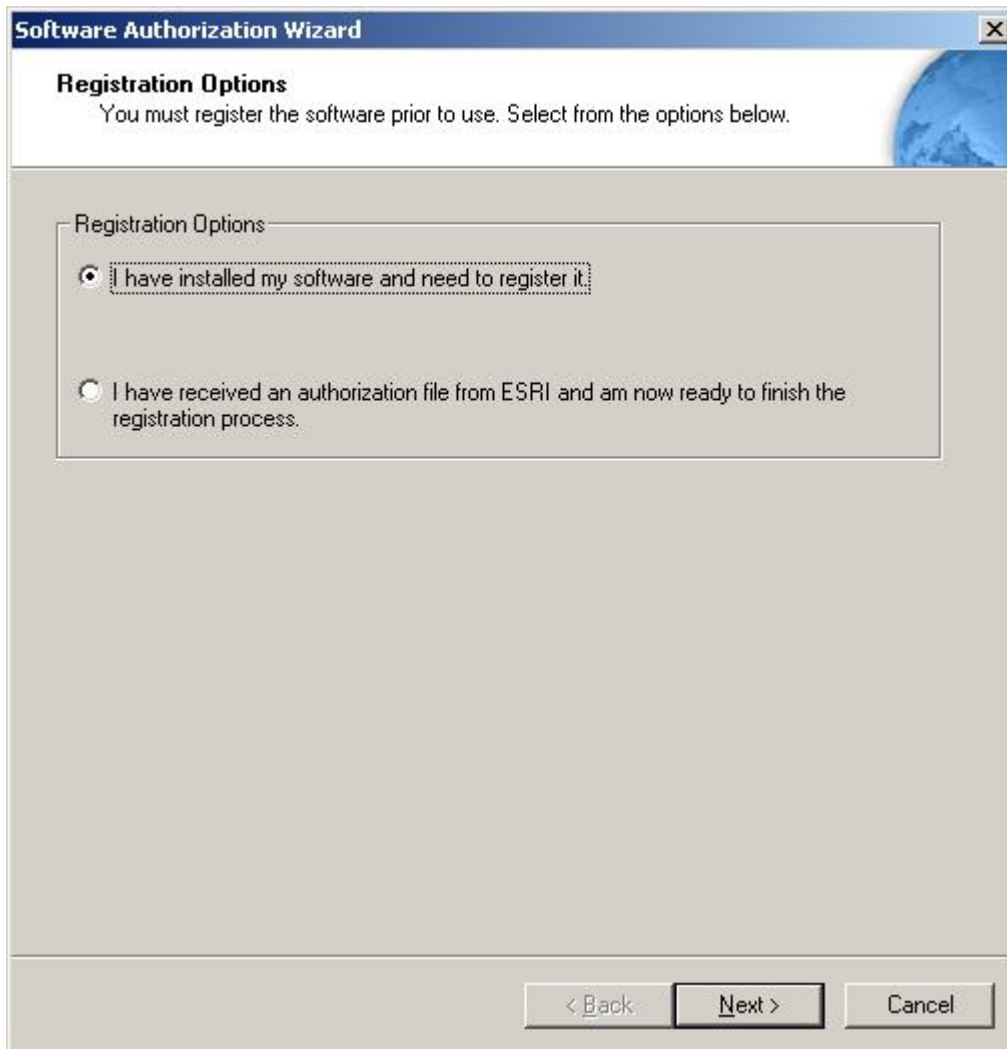 Software Authorization Wizard
Registration Options
You must register the software prior to use. Select from the options below.
Registration Options
I have installed my software and need to register it.
I have received an authorization file from ESRI and am now ready to finish the
registration process.
< Back
Next >
Cancel